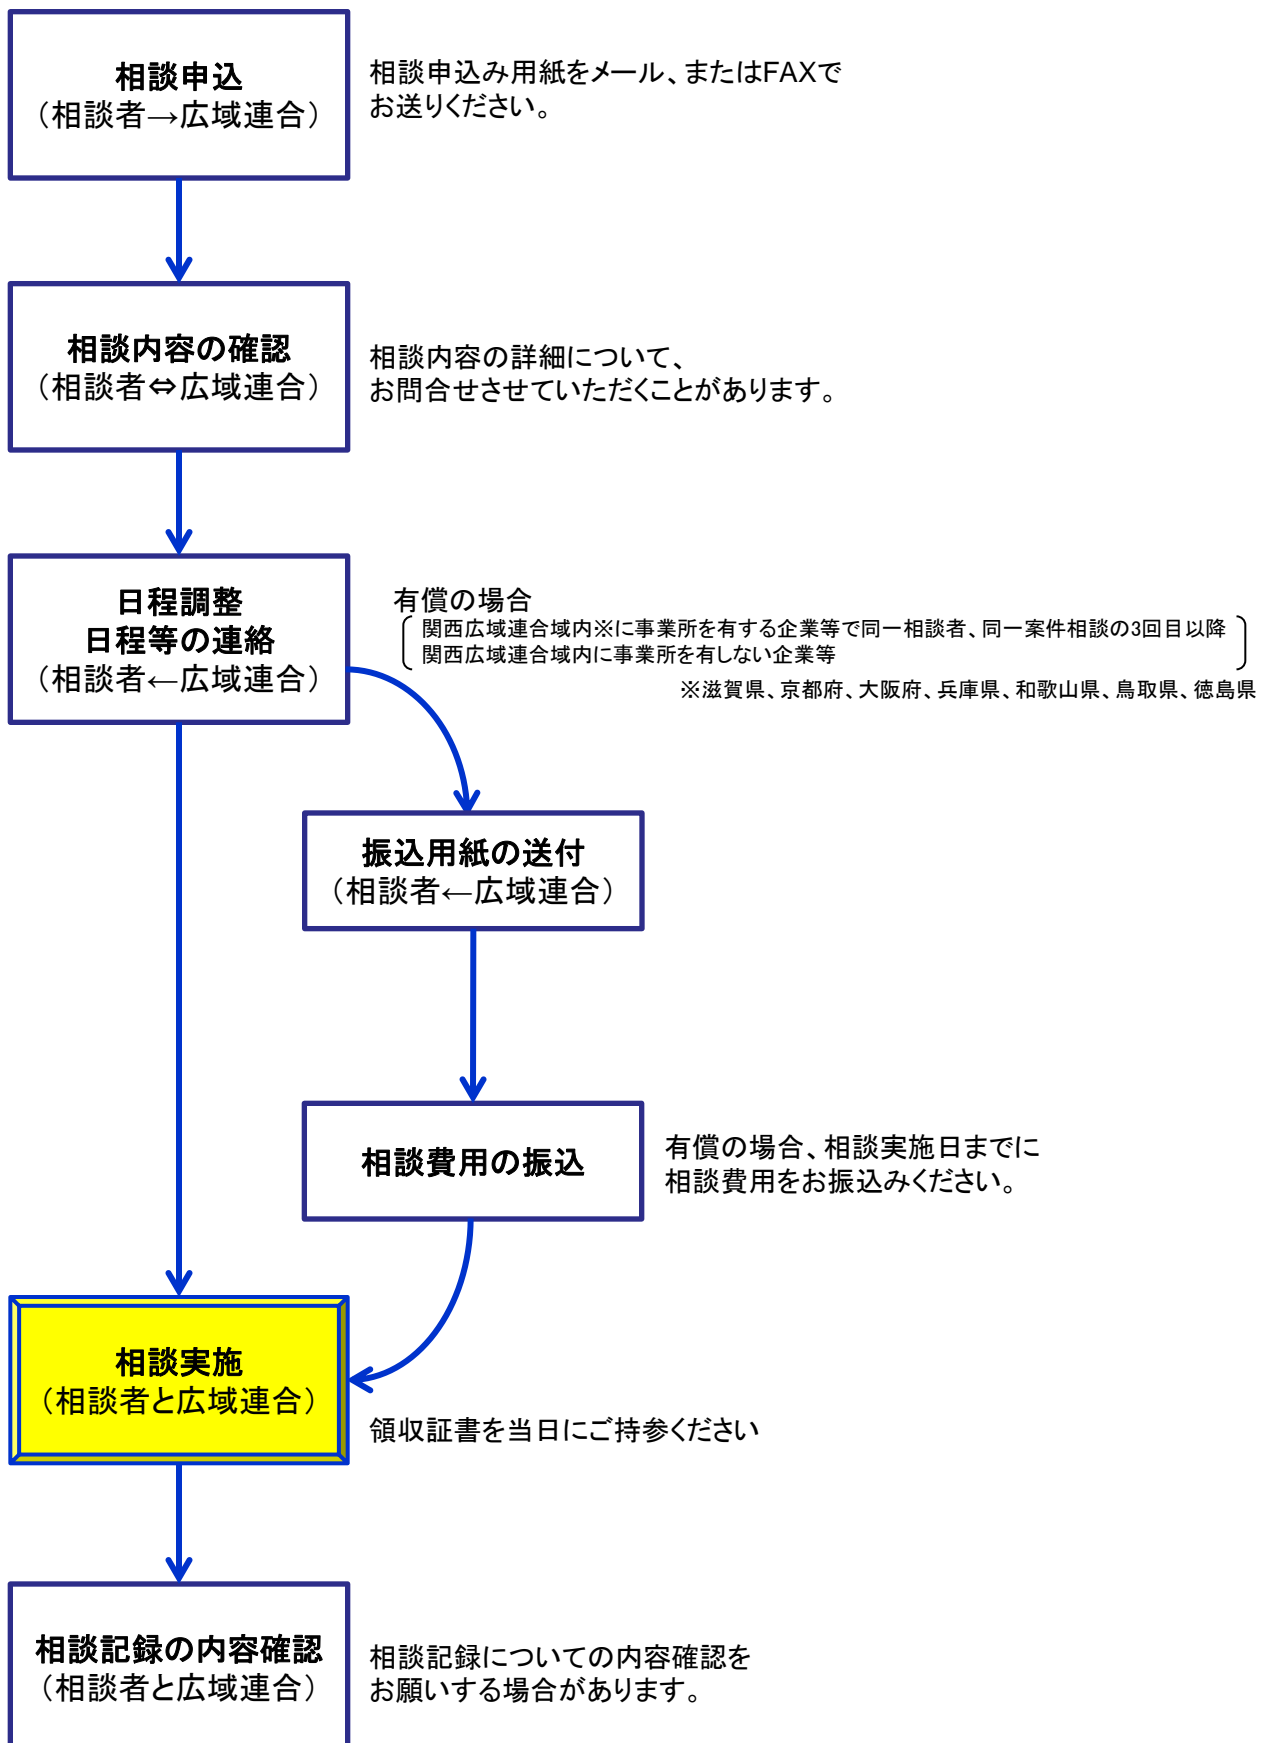 相談申込
（相談者→広域連合）
相談申込み用紙をメール、またはFAXで
お送りください。
相談内容の確認
（相談者⇔広域連合）
相談内容の詳細について、
お問合せさせていただくことがあります。
日程調整
日程等の連絡
（相談者←広域連合）
有償の場合
関西広域連合域内※に事業所を有する企業等で同一相談者、同一案件相談の3回目以降
関西広域連合域内に事業所を有しない企業等
※滋賀県、京都府、大阪府、兵庫県、和歌山県、鳥取県、徳島県
振込用紙の送付
（相談者←広域連合）
相談費用の振込
有償の場合、相談実施日までに
相談費用をお振込みください。
相談実施
（相談者と広域連合）
領収証書を当日にご持参ください
相談記録の内容確認
（相談者と広域連合）
相談記録についての内容確認を
お願いする場合があります。